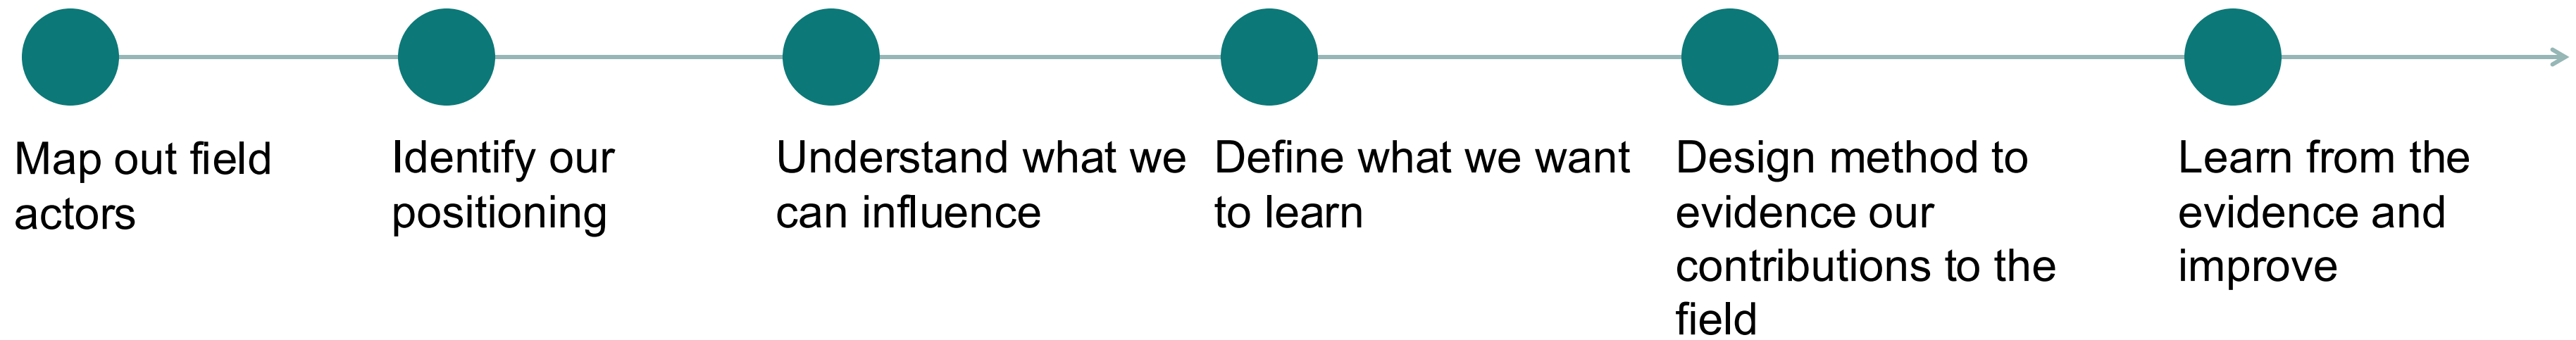 Map out field
actors
Identify our
positioning
Understand what we
can influence
Define what we want
to learn
Design method to
evidence our
contributions to the
field
Learn from the
evidence and
improve